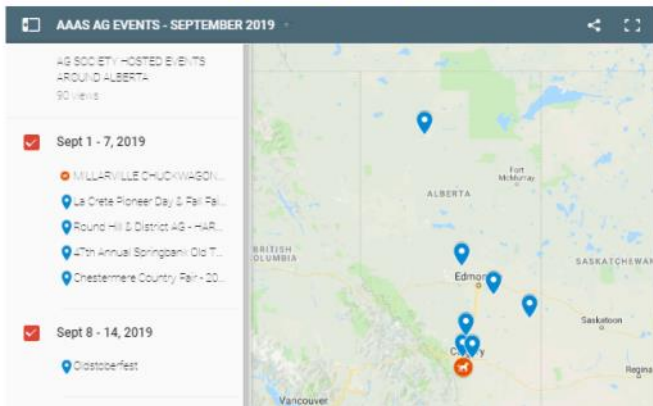 AAAS AG EVENTS - SEPTEMBER 2019
AG SOCIETY HOSTED EVENTS
AROUND ALBERTA
90 views
Sept 1 - 7, 2019
MILLARVILLE CHUCKWAGON...
La Crete Pioneer Day & Fall Fai...
Round Hill & District AG - HAR...
47th Annual Springbank Old T...
Chestermere Country Fair - 20...
Sept 8 - 14, 2019
Oldstoberfest
Fort
McMurray
ALBERTA
BRITISH
OLUMBIA
SASKATCHEWAN
Edmon
Saskatoon
C y
Regina
Vancouver